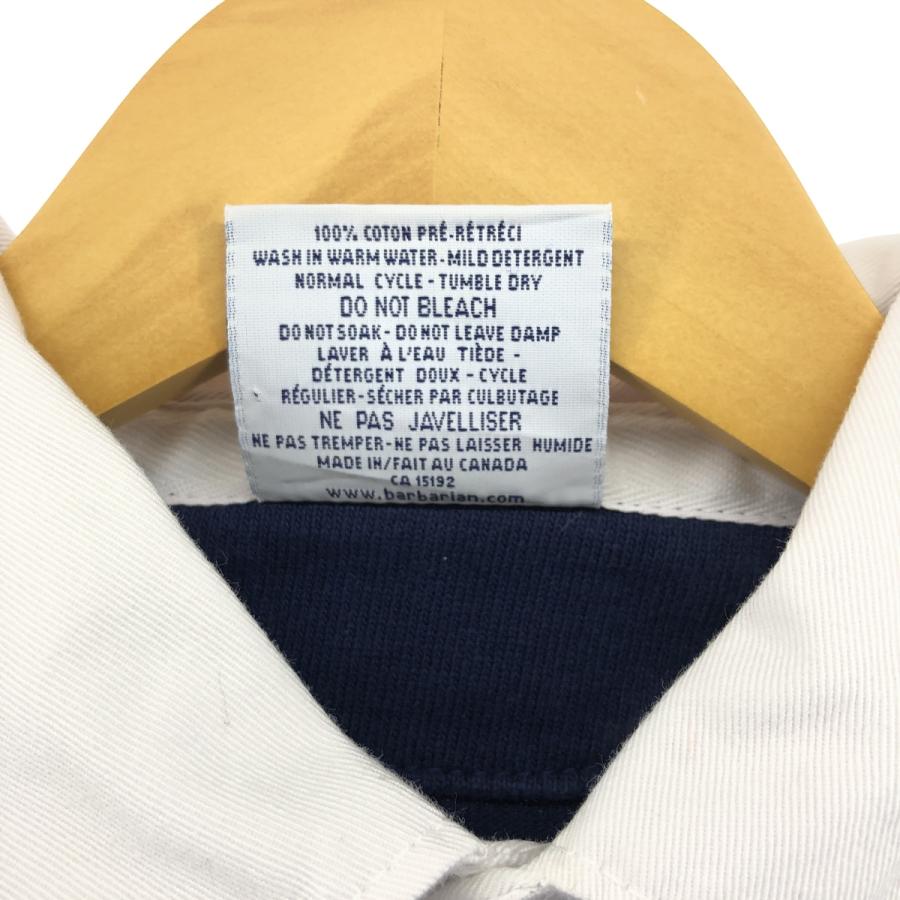 100% COTON PRÉ-RÉTRÉCI
WASH IN WARM WATER-MILD DETERGENT
NORMAL CYCLE-TUMBLE DRY
DO NOT BLEACH
DO NOT SOAK-DO NOT LEAVE DAMP
LAVER À L'EAU TIÈDE -
DÉTERGENT DOUX-CYCLE
RÉGULIER-SÉCHER PAR CULBUTAGE
NE PAS JAVELLISER
NE PAS TREMPER-NE PAS LAISSER HUMIDE
MADE IN/FAIT AU CANADA
CA 15192
www.barbarian.com